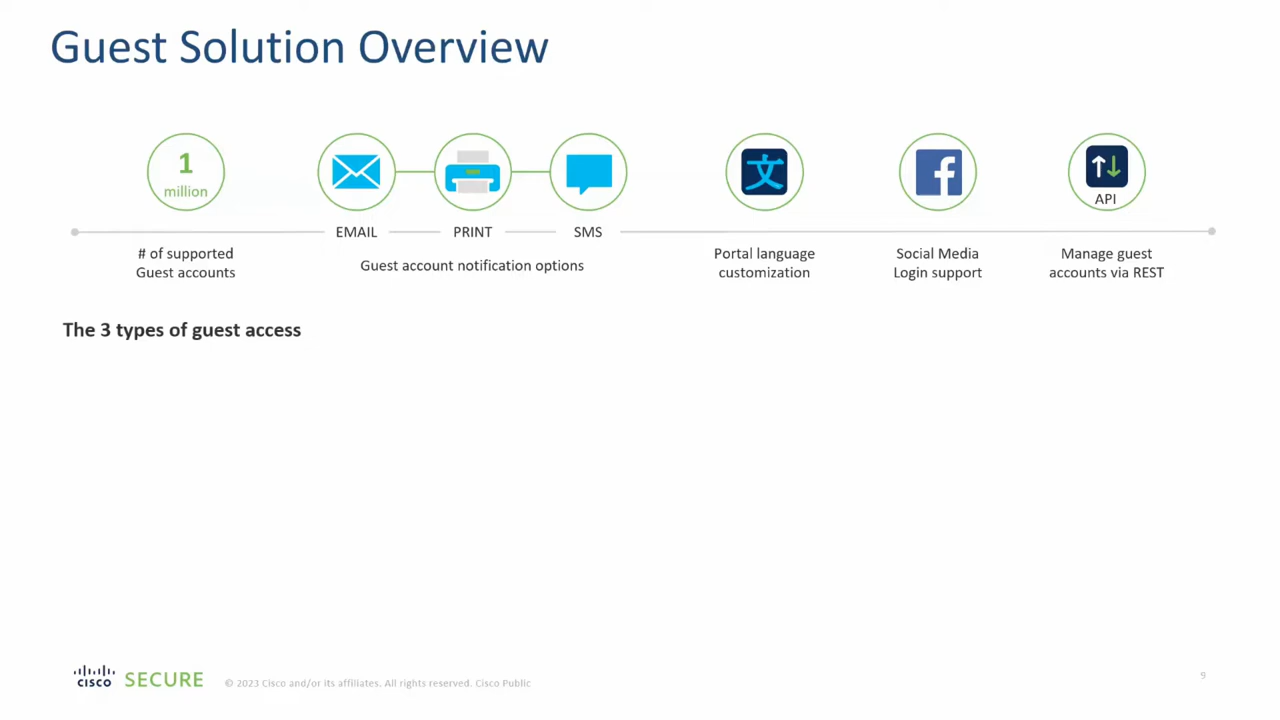 Guest Solution Overview
1
million
文
f
API
EMAIL
PRINT
SMS
# of supported
Guest accounts
Guest account notification options
Portal language
customization
Social Media
Login support
Manage guest
accounts via REST
The 3 types of guest access
CISCO SECURE
© 2023 Cisco and/or its affiliates. All rights reserved. Cisco Public
9